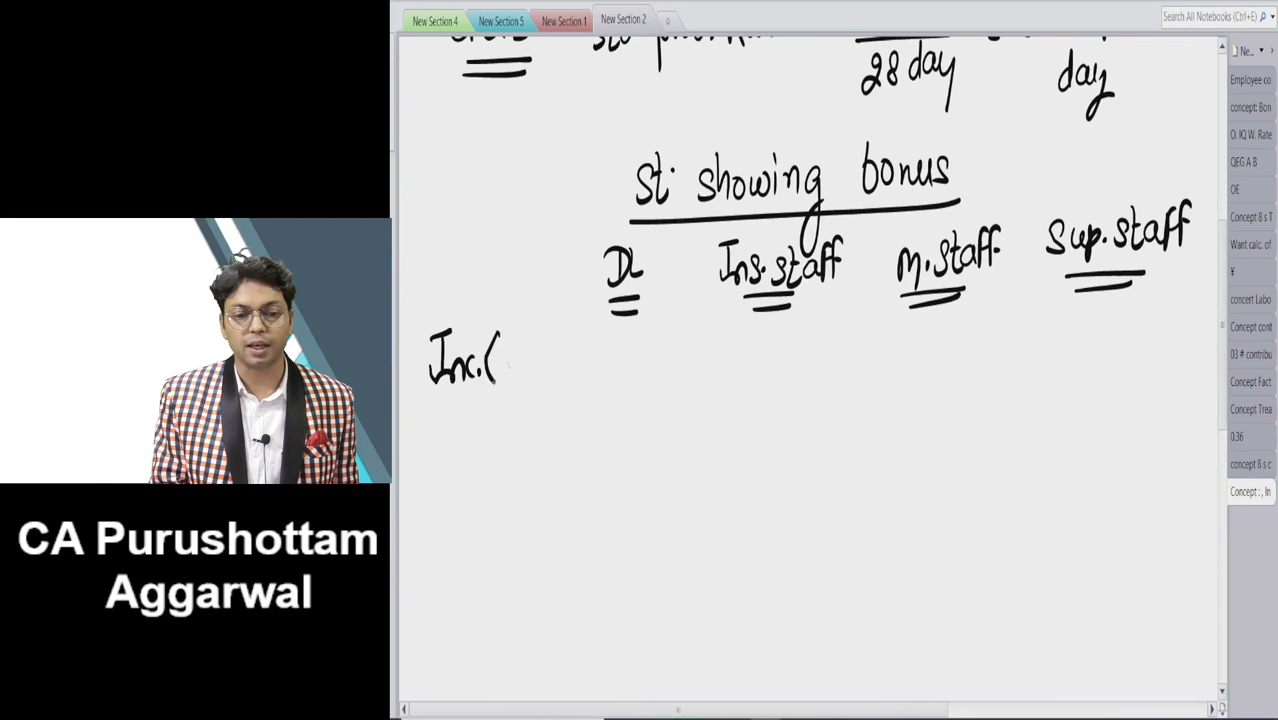 New Section 4 New Section 5 New Section 1 New Section 2
Search All Notebooks (Ctrl+E)
Ne...
28 day day
St. showing bonus
DL Ins. staff M. staff Sup. staff
Inc. (
Employee co
concept: Bon
O. IQ W. Rate
QEG A B
OE
Concept 8 s T
Want calc. of
¥
concert Labo
Concept cont
03 # contribu
Concept Fact
Concept Trea
0.36
concept 8 s c
Concept : , In
CA Purushottam
Aggarwal